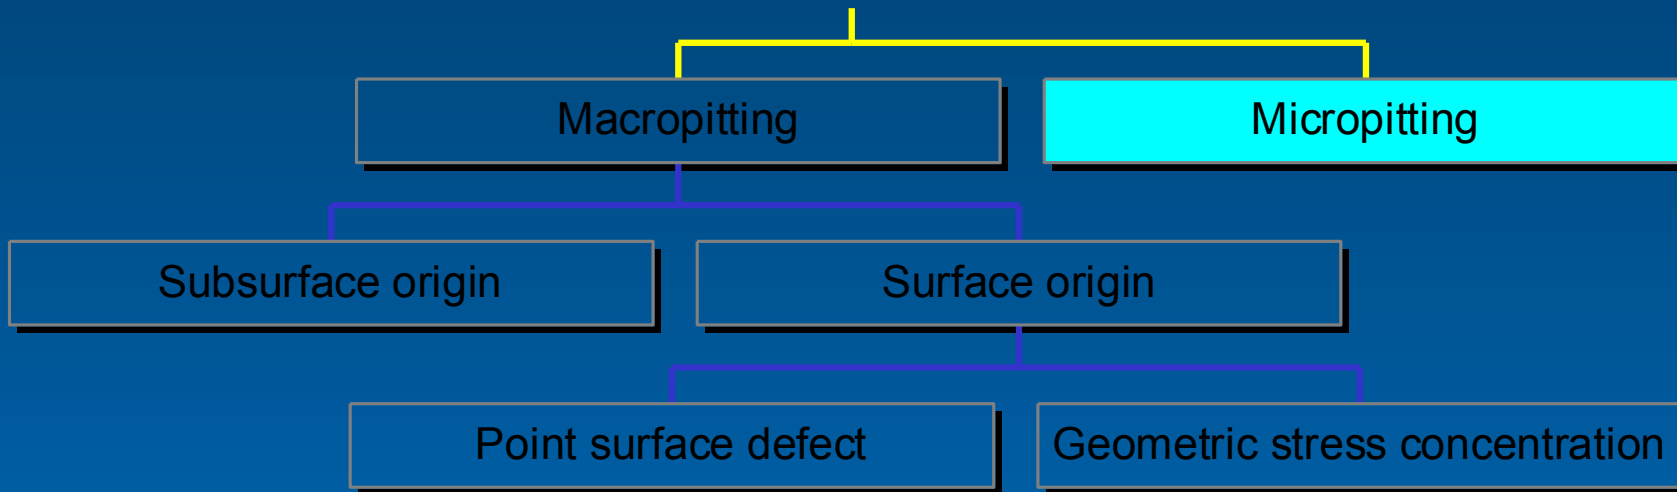 Macropitting
Micropitting
Subsurface origin
Surface origin
Point surface defect
Geometric stress concentration